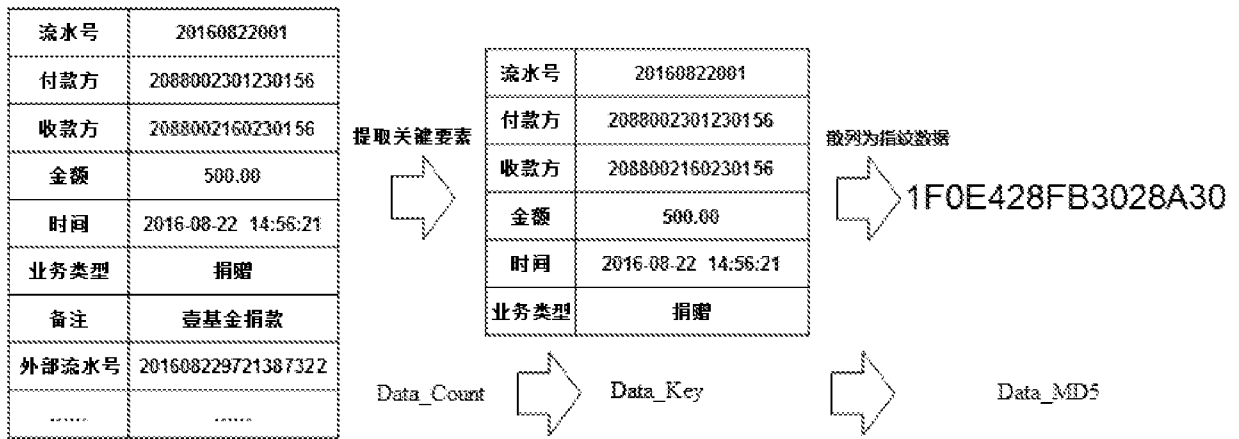 流水号 20160822001
付款方 2088002301230156
收款方 2088002160230156
金额 500.00
时间 2016-08-22 14:56:21
业务类型 捐赠
备注 壹基金捐款
外部流水号 201608229721387322
...... ......
提取关键要素
流水号 20160822001
付款方 2088002301230156
收款方 2088002160230156
金额 500.00
时间 2016-08-22 14:56:21
业务类型 捐赠
散列为指纹数据
1F0E428FB3028A30
Data_Count Data_Key Data_MD5